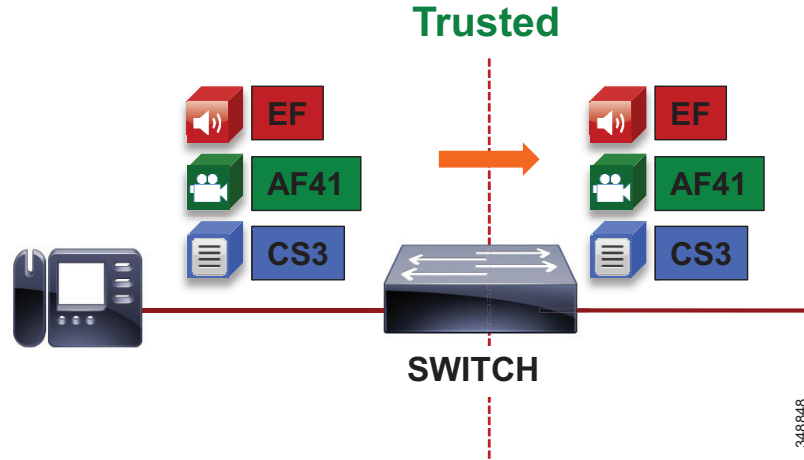 Trusted
EF
AF41
CS3
EF
AF41
CS3
SWITCH
348848